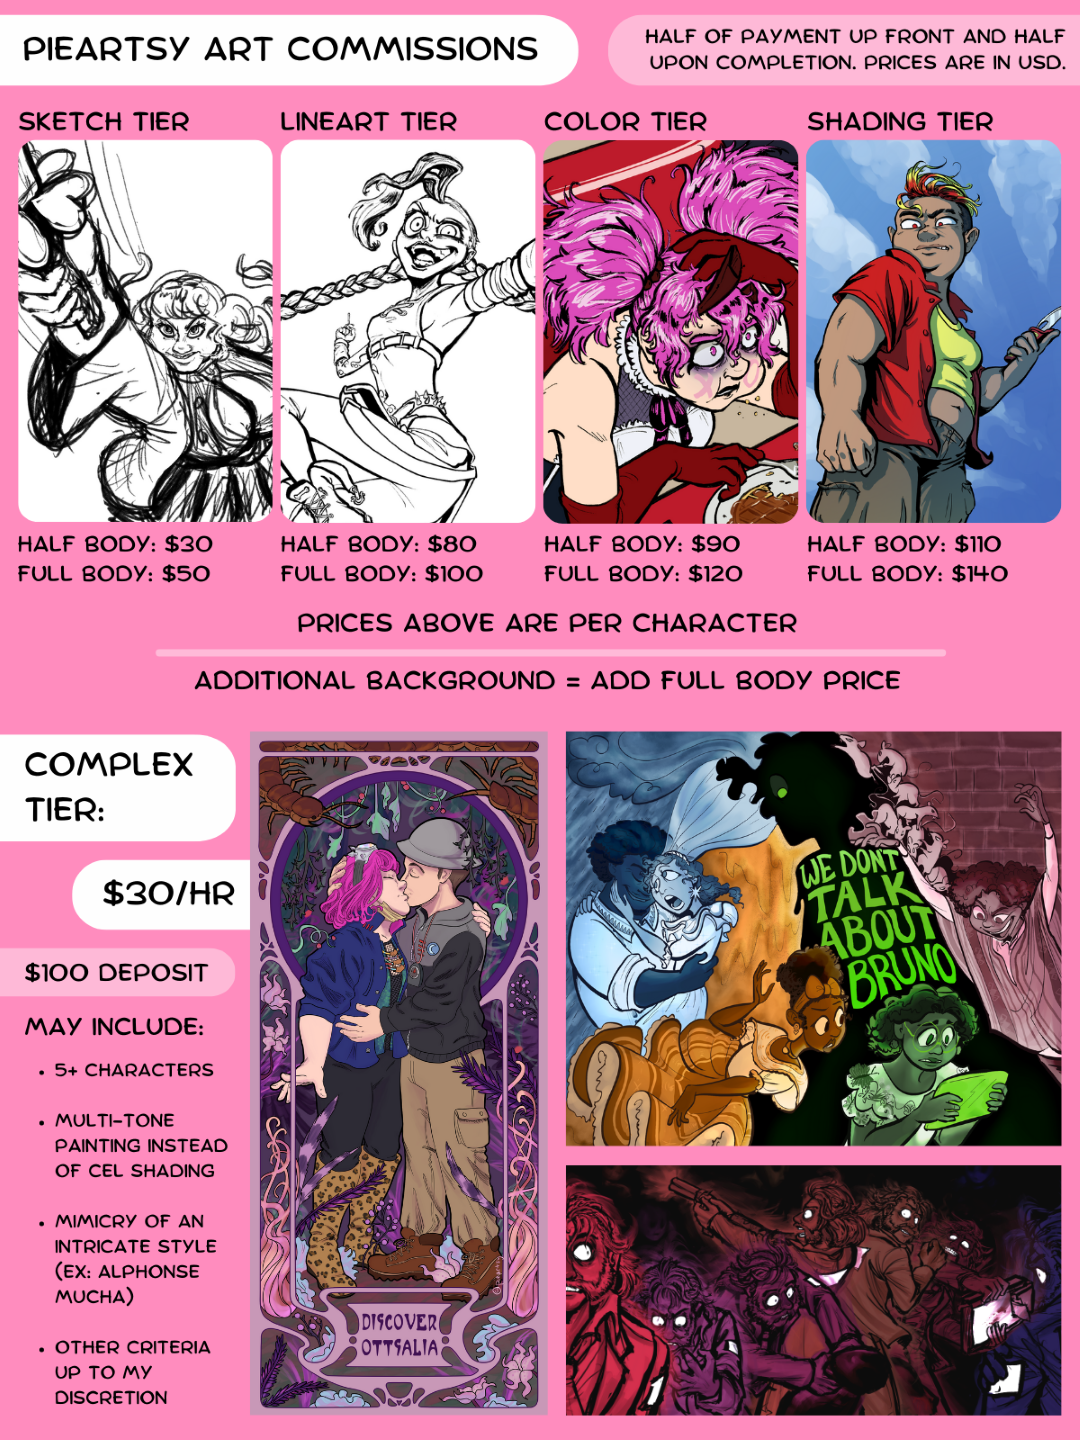 PIEARTSY ART COMMISSIONS
HALF OF PAYMENT UP FRONT AND HALF
UPON COMPLETION. PRICES ARE IN USD.
SKETCH TIER
LINEART TIER
COLOR TIER
SHADING TIER
HALF BODY: $30
FULL BODY: $50
HALF BODY: $80
FULL BODY: $100
HALF BODY: $90
FULL BODY: $120
HALF BODY: $110
FULL BODY: $140
PRICES ABOVE ARE PER CHARACTER
ADDITIONAL BACKGROUND = ADD FULL BODY PRICE
COMPLEX
TIER:
$30/HR
$100 DEPOSIT
MAY INCLUDE:
• 5+ CHARACTERS
• MULTI-TONE
PAINTING INSTEAD
OF CEL SHADING
• MIMICRY OF AN
INTRICATE STYLE
(EX: ALPHONSE
MUCHA)
• OTHER CRITERIA
UP TO MY
DISCRETION
DISCOVER
OTTSALIA
WE DON'T
TALK
ABOUT
BRUNO